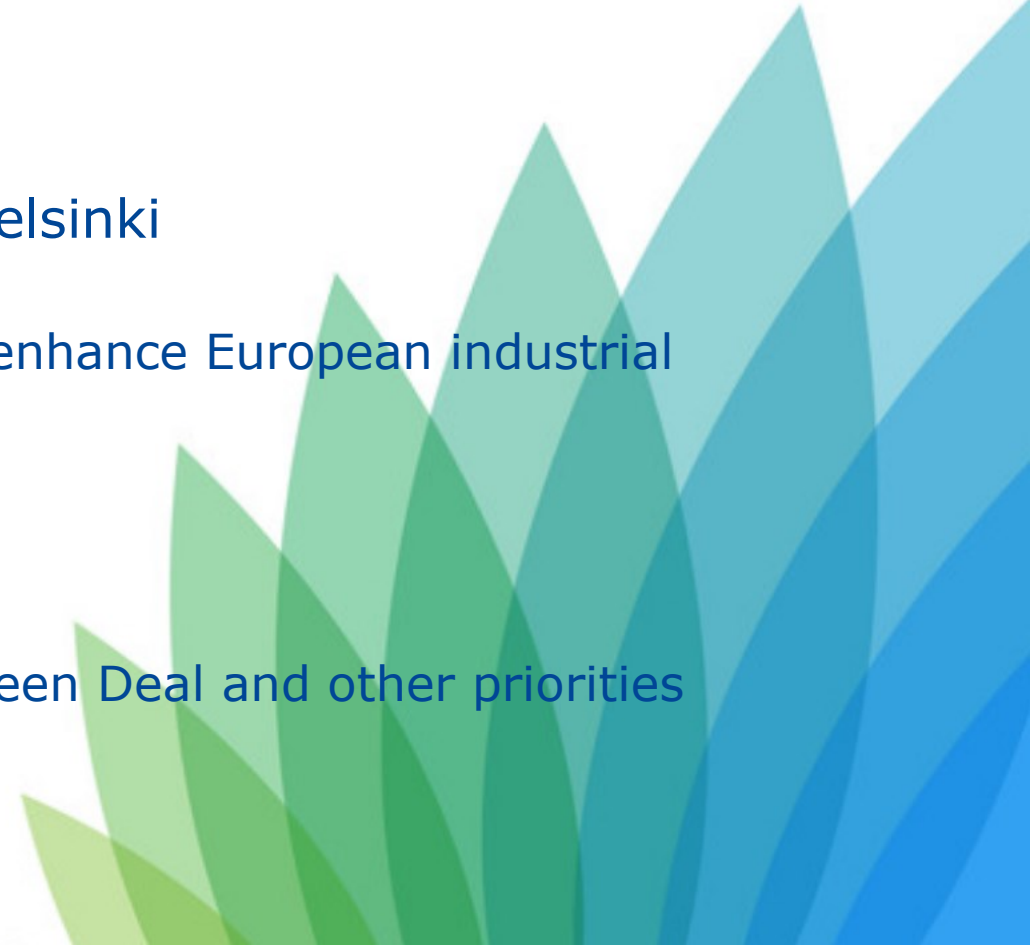 elsinki
enhance European industrial
een Deal and other priorities